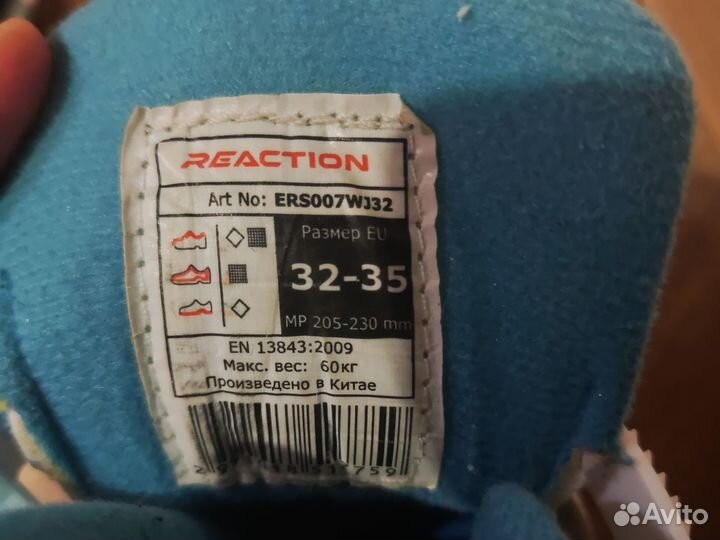 REACTION
Art No: ERS007WJ32
Размер EU
32-35
MP 205-230 mm
EN 13843:2009
Макс. вес: 60кг
Произведено в Китае
Avito